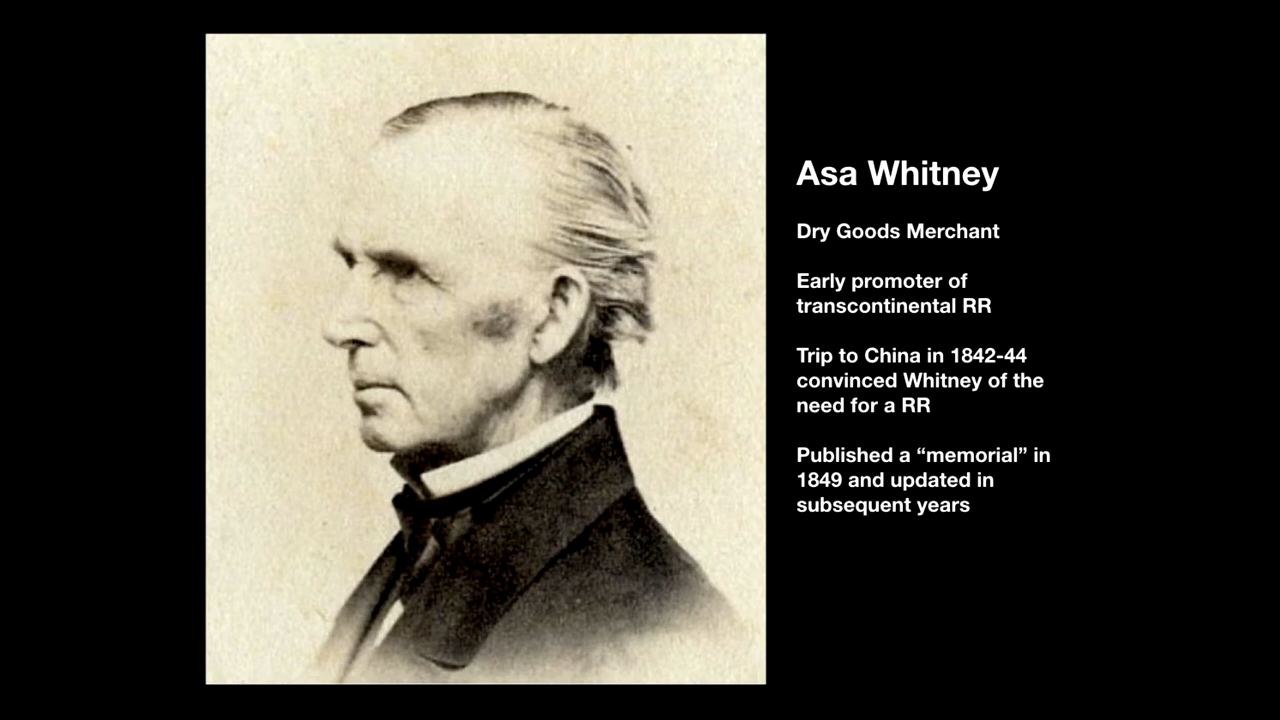 Asa Whitney
Dry Goods Merchant
Early promoter of
transcontinental RR
Trip to China in 1842-44
convinced Whitney of the
need for a RR
Published a “memorial” in
1849 and updated in
subsequent years